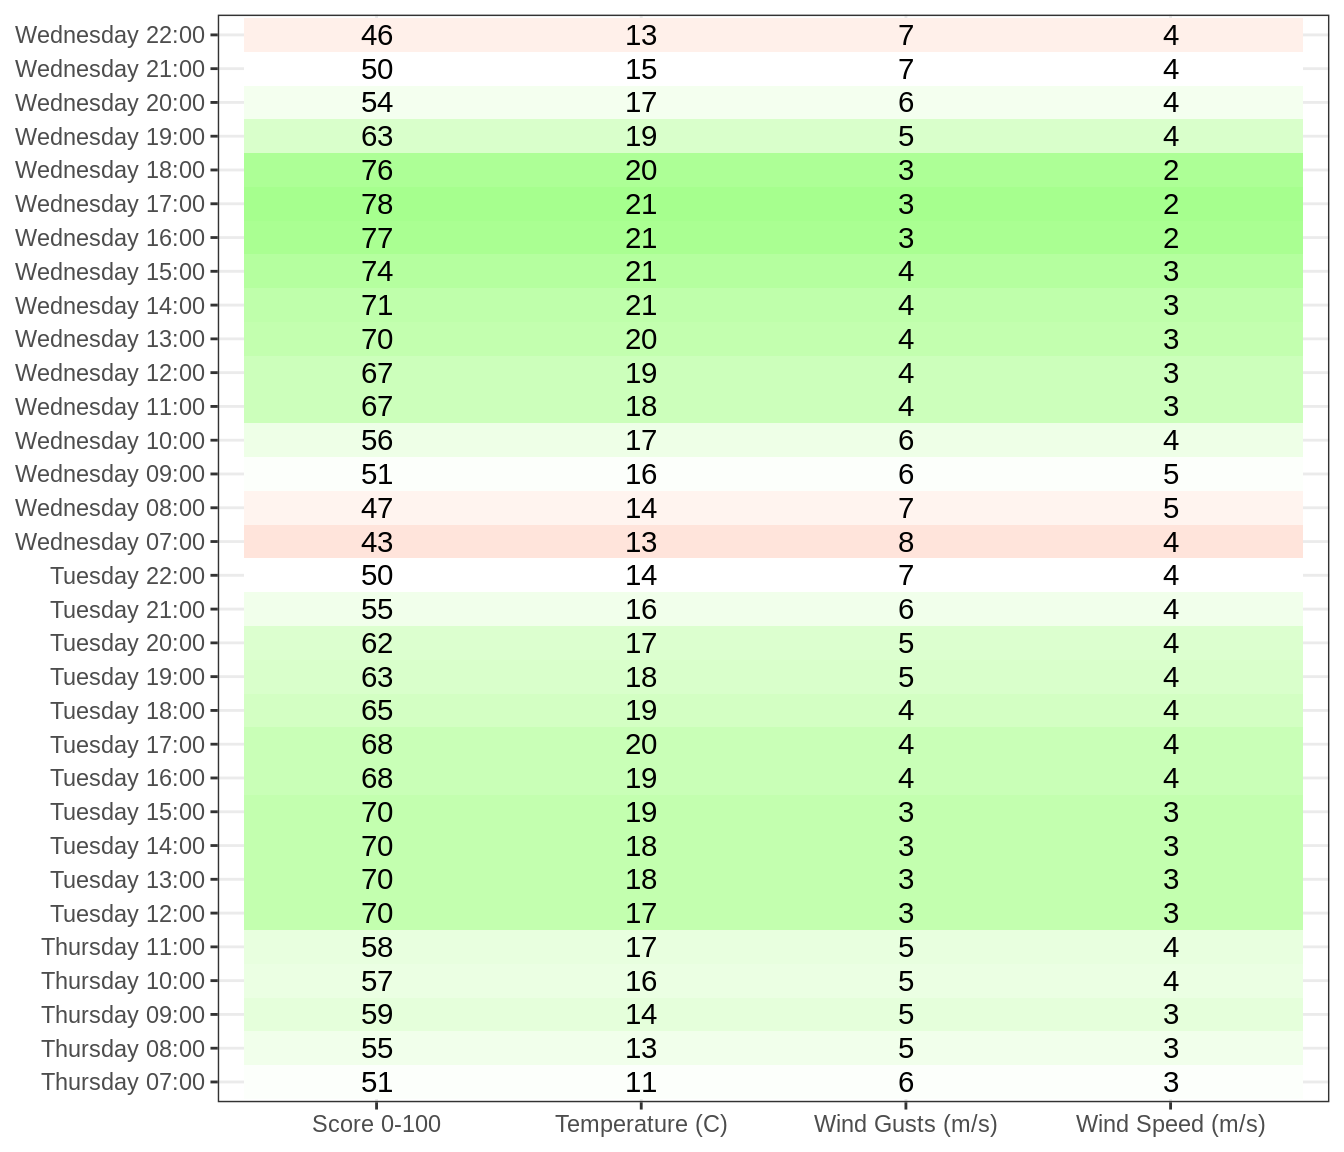 Wednesday 22:00 46 13 7 4
Wednesday 21:00 50 15 7 4
Wednesday 20:00 54 17 6 4
Wednesday 19:00 63 19 5 4
Wednesday 18:00 76 20 3 2
Wednesday 17:00 78 21 3 2
Wednesday 16:00 77 21 3 2
Wednesday 15:00 74 21 4 3
Wednesday 14:00 71 21 4 3
Wednesday 13:00 70 20 4 3
Wednesday 12:00 67 19 4 3
Wednesday 11:00 67 18 4 3
Wednesday 10:00 56 17 6 4
Wednesday 09:00 51 16 6 5
Wednesday 08:00 47 14 7 5
Wednesday 07:00 43 13 8 4
Tuesday 22:00 50 14 7 4
Tuesday 21:00 55 16 6 4
Tuesday 20:00 62 17 5 4
Tuesday 19:00 63 18 5 4
Tuesday 18:00 65 19 4 4
Tuesday 17:00 68 20 4 4
Tuesday 16:00 68 19 4 4
Tuesday 15:00 70 19 3 3
Tuesday 14:00 70 18 3 3
Tuesday 13:00 70 18 3 3
Tuesday 12:00 70 17 3 3
Thursday 11:00 58 17 5 4
Thursday 10:00 57 16 5 4
Thursday 09:00 59 14 5 3
Thursday 08:00 55 13 5 3
Thursday 07:00 51 11 6 3
Score 0-100 Temperature (C) Wind Gusts (m/s) Wind Speed (m/s)